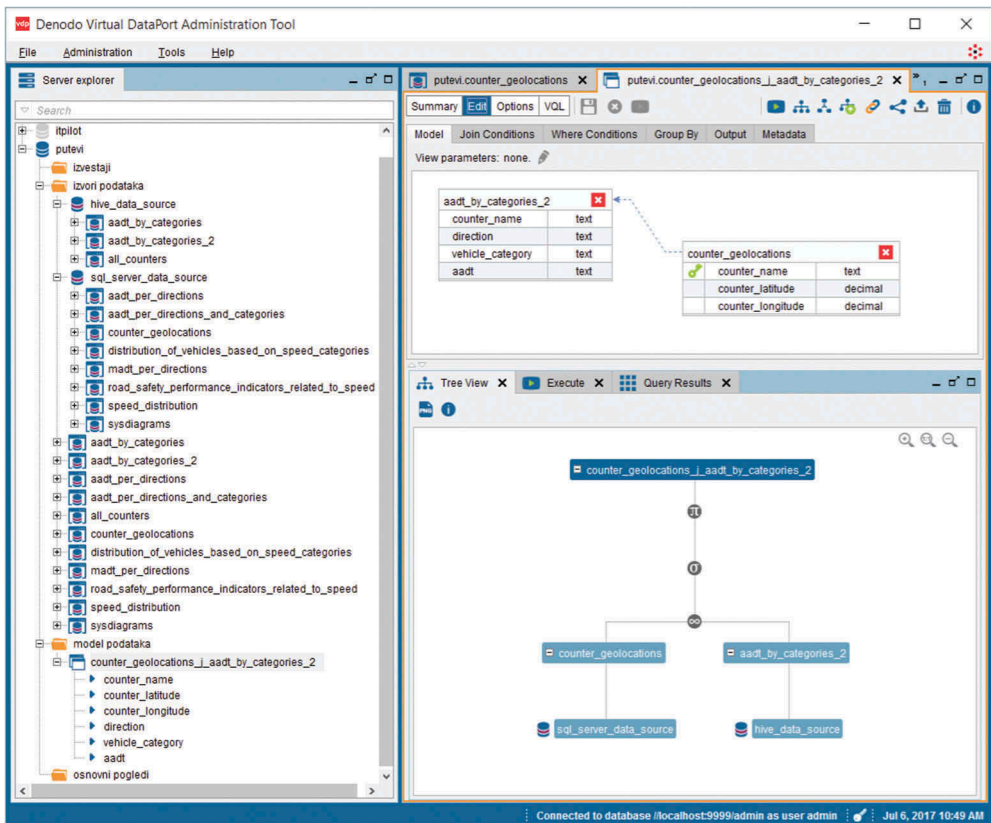 vdp Denodo Virtual DataPort Administration Tool
File Administration Tools Help
Server explorer
Search
itpilot
putevi
izvestaji
izvori podataka
hive_data_source
aadt_by_categories
aadt_by_categories_2
all_counters
sql_server_data_source
aadt_per_directions
aadt_per_directions_and_categories
counter_geolocations
distribution_of_vehicles_based_on_speed_categories
madt_per_directions
road_safety_performance_indicators_related_to_speed
speed_distribution
sysdiagrams
aadt_by_categories
aadt_by_categories_2
aadt_per_directions
aadt_per_directions_and_categories
all_counters
counter_geolocations
distribution_of_vehicles_based_on_speed_categories
madt_per_directions
road_safety_performance_indicators_related_to_speed
speed_distribution
sysdiagrams
model podataka
counter_geolocations_j_aadt_by_categories_2
counter_name
counter_latitude
counter_longitude
direction
vehicle_category
aadt
osnovni pogledi
putevi.counter_geolocations putevi.counter_geolocations_j_aadt_by_categories_2 1
Summary Edit Options VQL
Model Join Conditions Where Conditions Group By Output Metadata
View parameters: none.
aadt_by_categories_2
counter_name text
direction text
vehicle_category text
aadt text
counter_geolocations
counter_name text
counter_latitude decimal
counter_longitude decimal
Tree View Execute Query Results
PNG
counter_geolocations_j_aadt_by_categories_2
π
σ
∞
counter_geolocations aadt_by_categories_2
sql_server_data_source hive_data_source
Connected to database //localhost:9999/admin as user admin Jul 6, 2017 10:49 AM